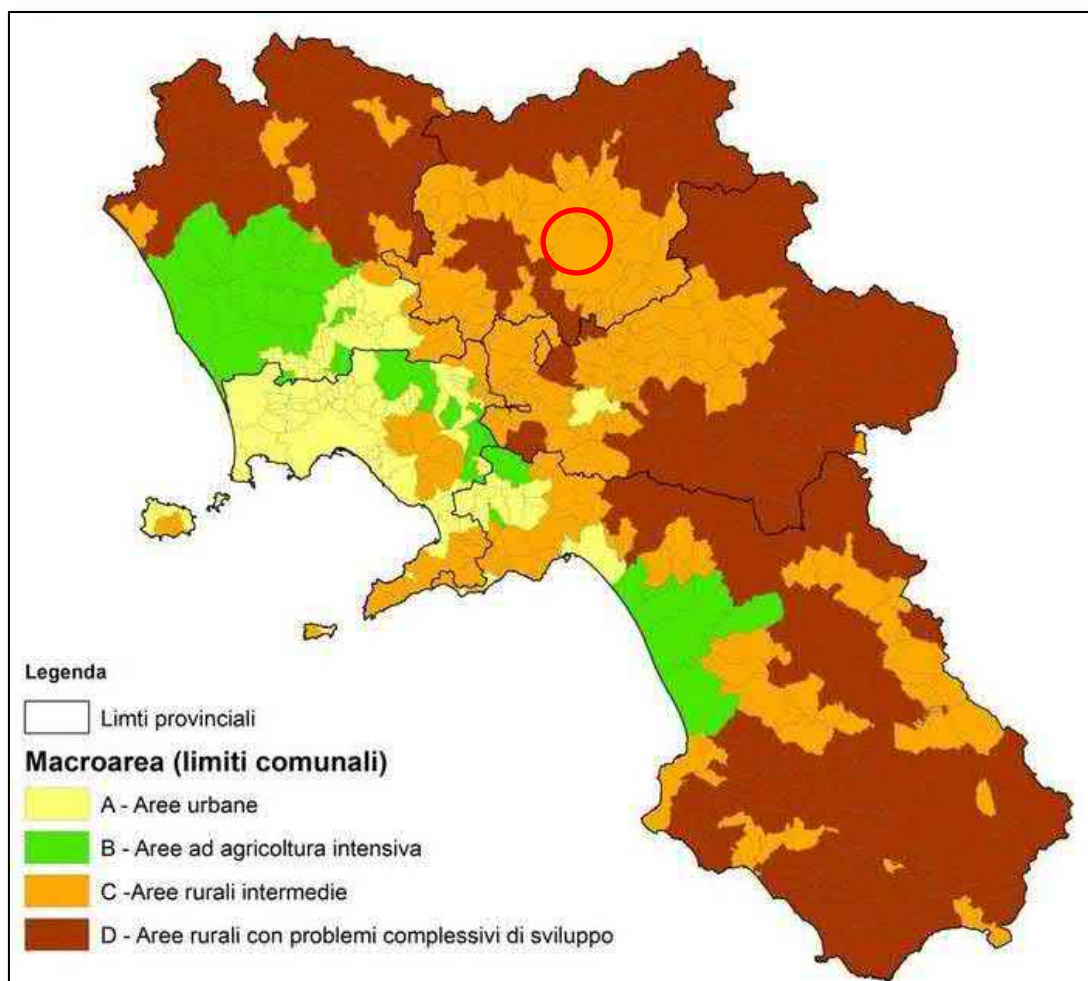 Legenda
Limti provinciali
Macroarea (limiti comunali)
A - Aree urbane
B - Aree ad agricoltura intensiva
C -Aree rurali intermedie
D - Aree rurali con problemi complessivi di sviluppo